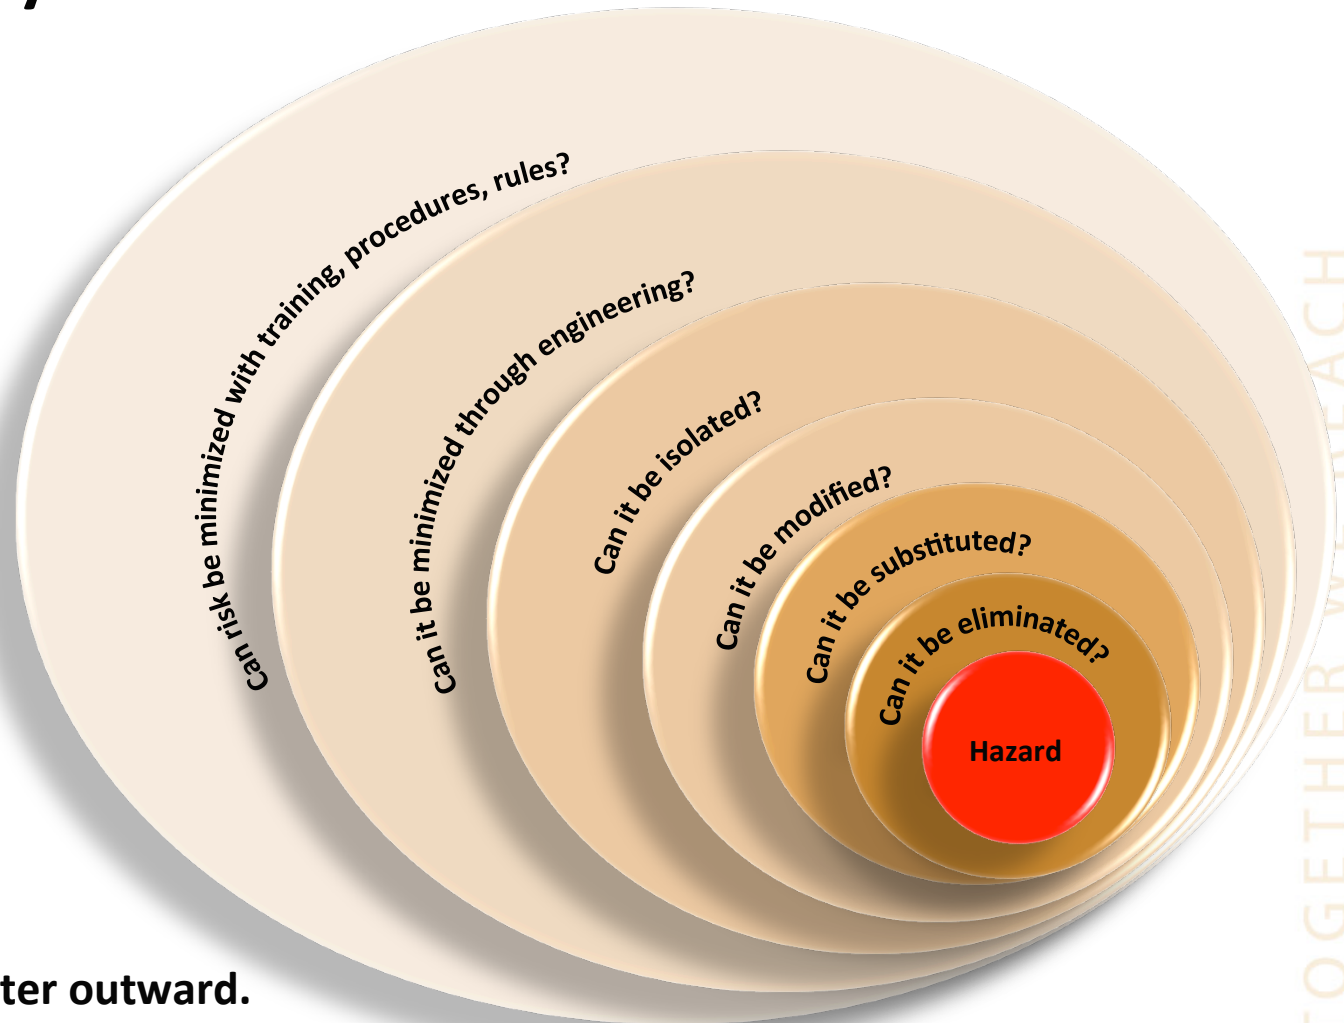 Can risk be minimized with training, procedures, rules?
Can it be minimized through engineering?
Can it be isolated?
Can it be modified?
Can it be substituted?
Can it be eliminated?
Hazard
ter outward.
TOGETHER